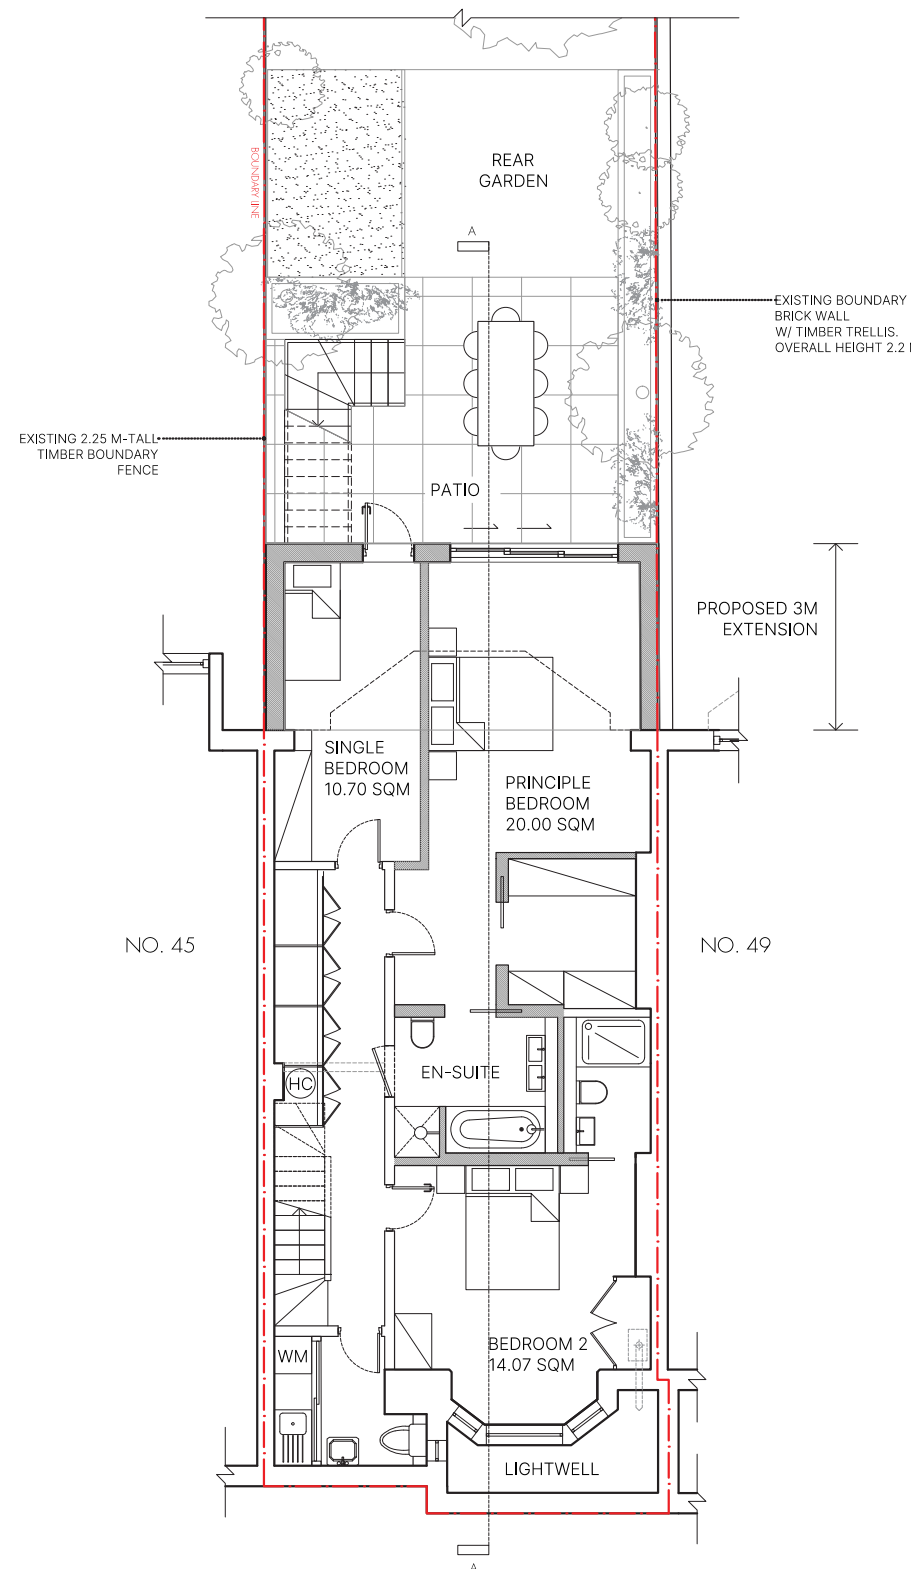 BOUNDARY LINE
REAR
GARDEN
A
EXISTING BOUNDARY
BRICK WALL
W/ TIMBER TRELLIS.
OVERALL HEIGHT 2.2
EXISTING 2.25 M-TALL
TIMBER BOUNDARY
FENCE
PATIO
PROPOSED 3M
EXTENSION
SINGLE
BEDROOM
10.70 SQM
PRINCIPLE
BEDROOM
20.00 SQM
NO. 45
NO. 49
EN-SUITE
HC
BEDROOM 2
14.07 SQM
WM
LIGHTWELL
A